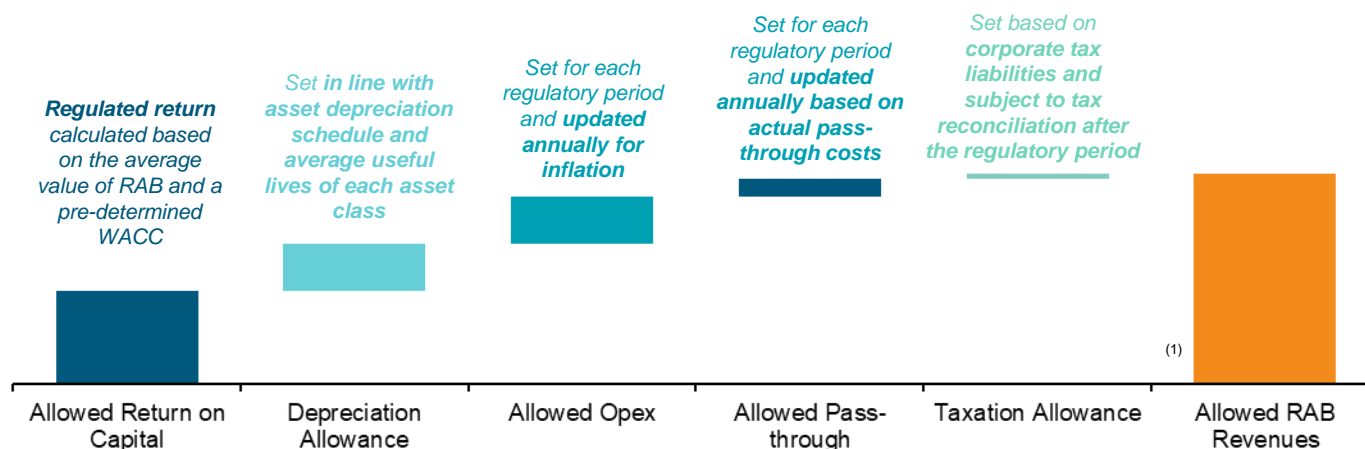 Regulated return
calculated based
on the average
value of RAB and a
pre-determined
WACC
Set in line with
asset depreciation
schedule and
average useful
lives of each asset
class
Set for each
regulatory period
and updated
annually for
inflation
Set for each
regulatory period
and updated
annually based on
actual pass-
through costs
Set based on
corporate tax
liabilities and
subject to tax
reconciliation after
the regulatory period
(1)
Allowed Return on
Capital
Depreciation
Allowance
Allowed Opex
Allowed Pass-
through
Taxation Allowance
Allowed RAB
Revenues